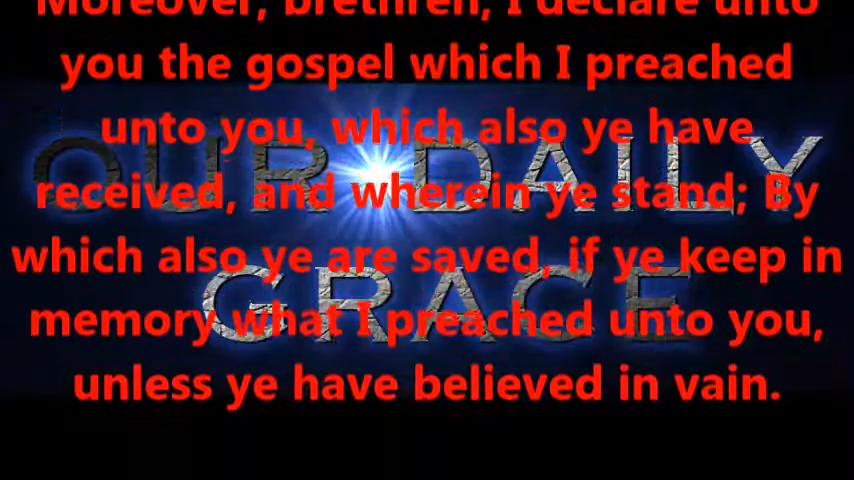 Moreover, brethren, I declare unto
you the gospel which I preached
unto you, which also ye have
received, and wherein ye stand; By
which also ye are saved, if ye keep in
memory what I preached unto you,
unless ye have believed in vain.
OUR DAILY
GRACE